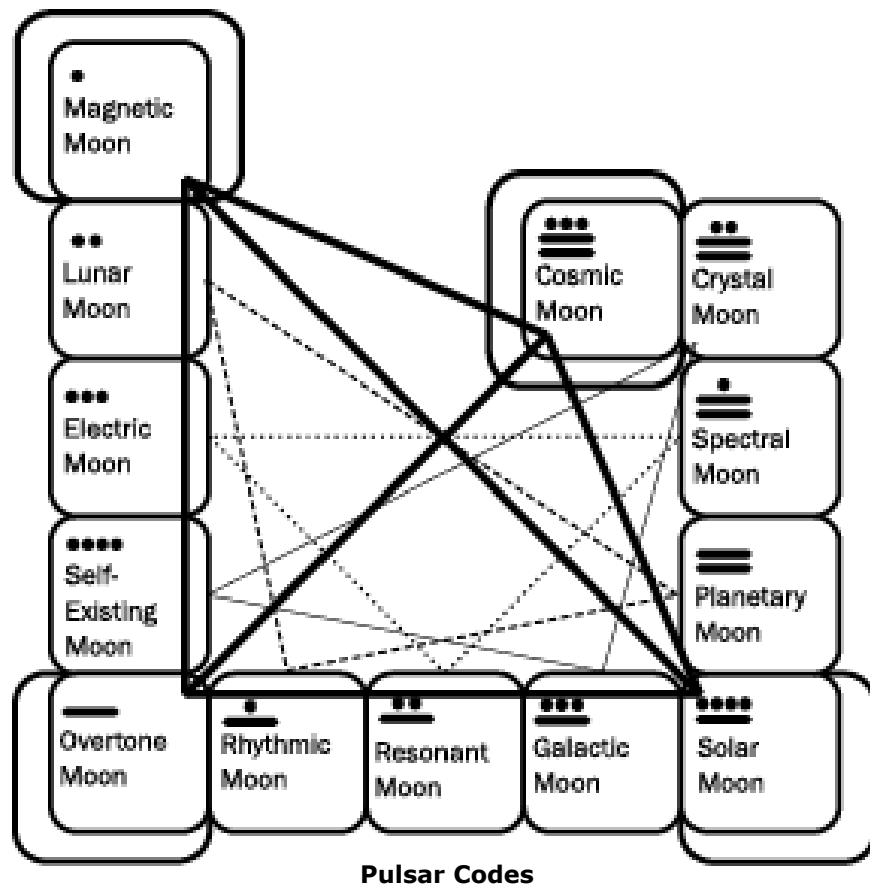 Magnetic
Moon
Lunar
Moon
Cosmic
Moon
Crystal
Moon
Electric
Moon
Spectral
Moon
Self-
Existing
Moon
Planetary
Moon
Overtone
Moon
Rhythmic
Moon
Resonant
Moon
Galactic
Moon
Solar
Moon
Pulsar Codes